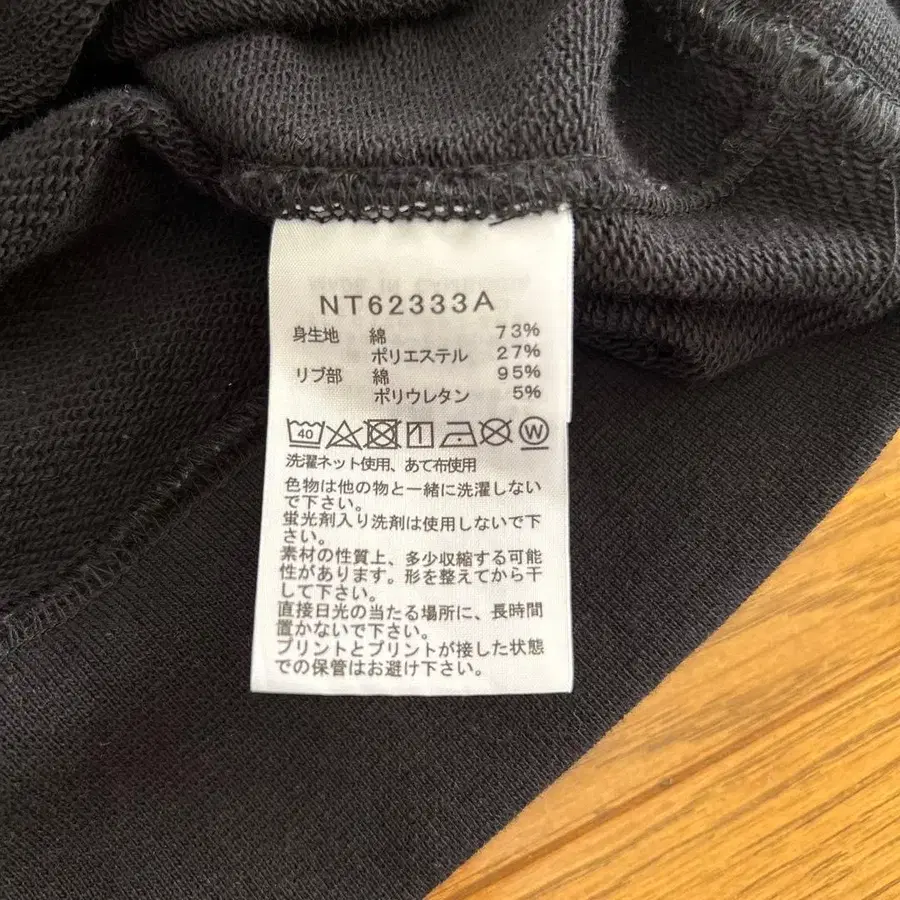 NT62333A
身生地 綿 73%
ポリエステル 27%
リブ部 綿 95%
ポリウレタン 5%
40 W
洗濯ネット使用、あて布使用
色物は他の物と一緒に洗濯しない
で下さい。
蛍光剤入り洗剤は使用しないで下
さい。
素材の性質上、多少収縮する可能
性があります。形を整えてから干
して下さい。
直接日光の当たる場所に、長時間
置かないで下さい。
プリントとプリントが接した状態
での保管はお避け下さい。